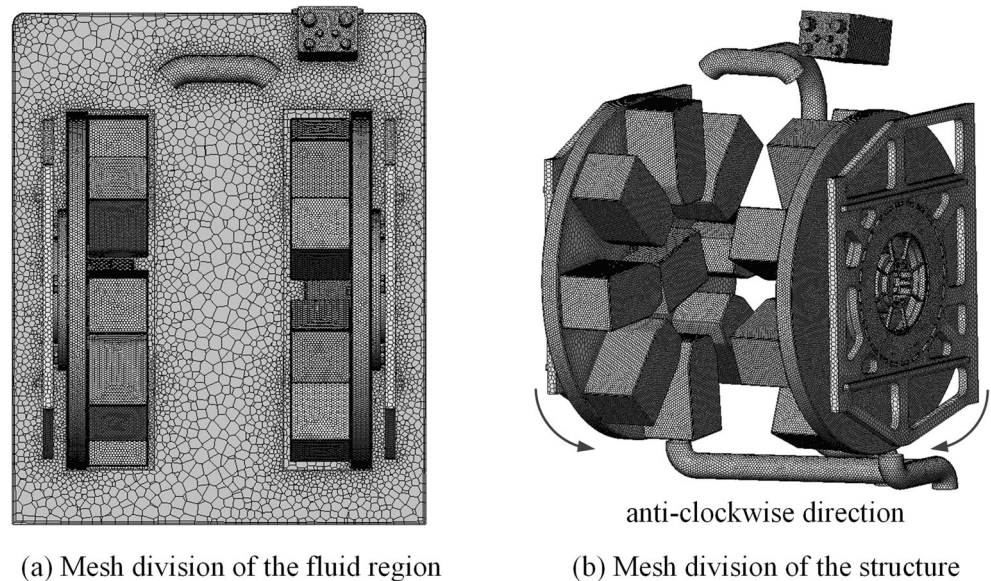 anti-clockwise direction
(a) Mesh division of the fluid region
(b) Mesh division of the structure